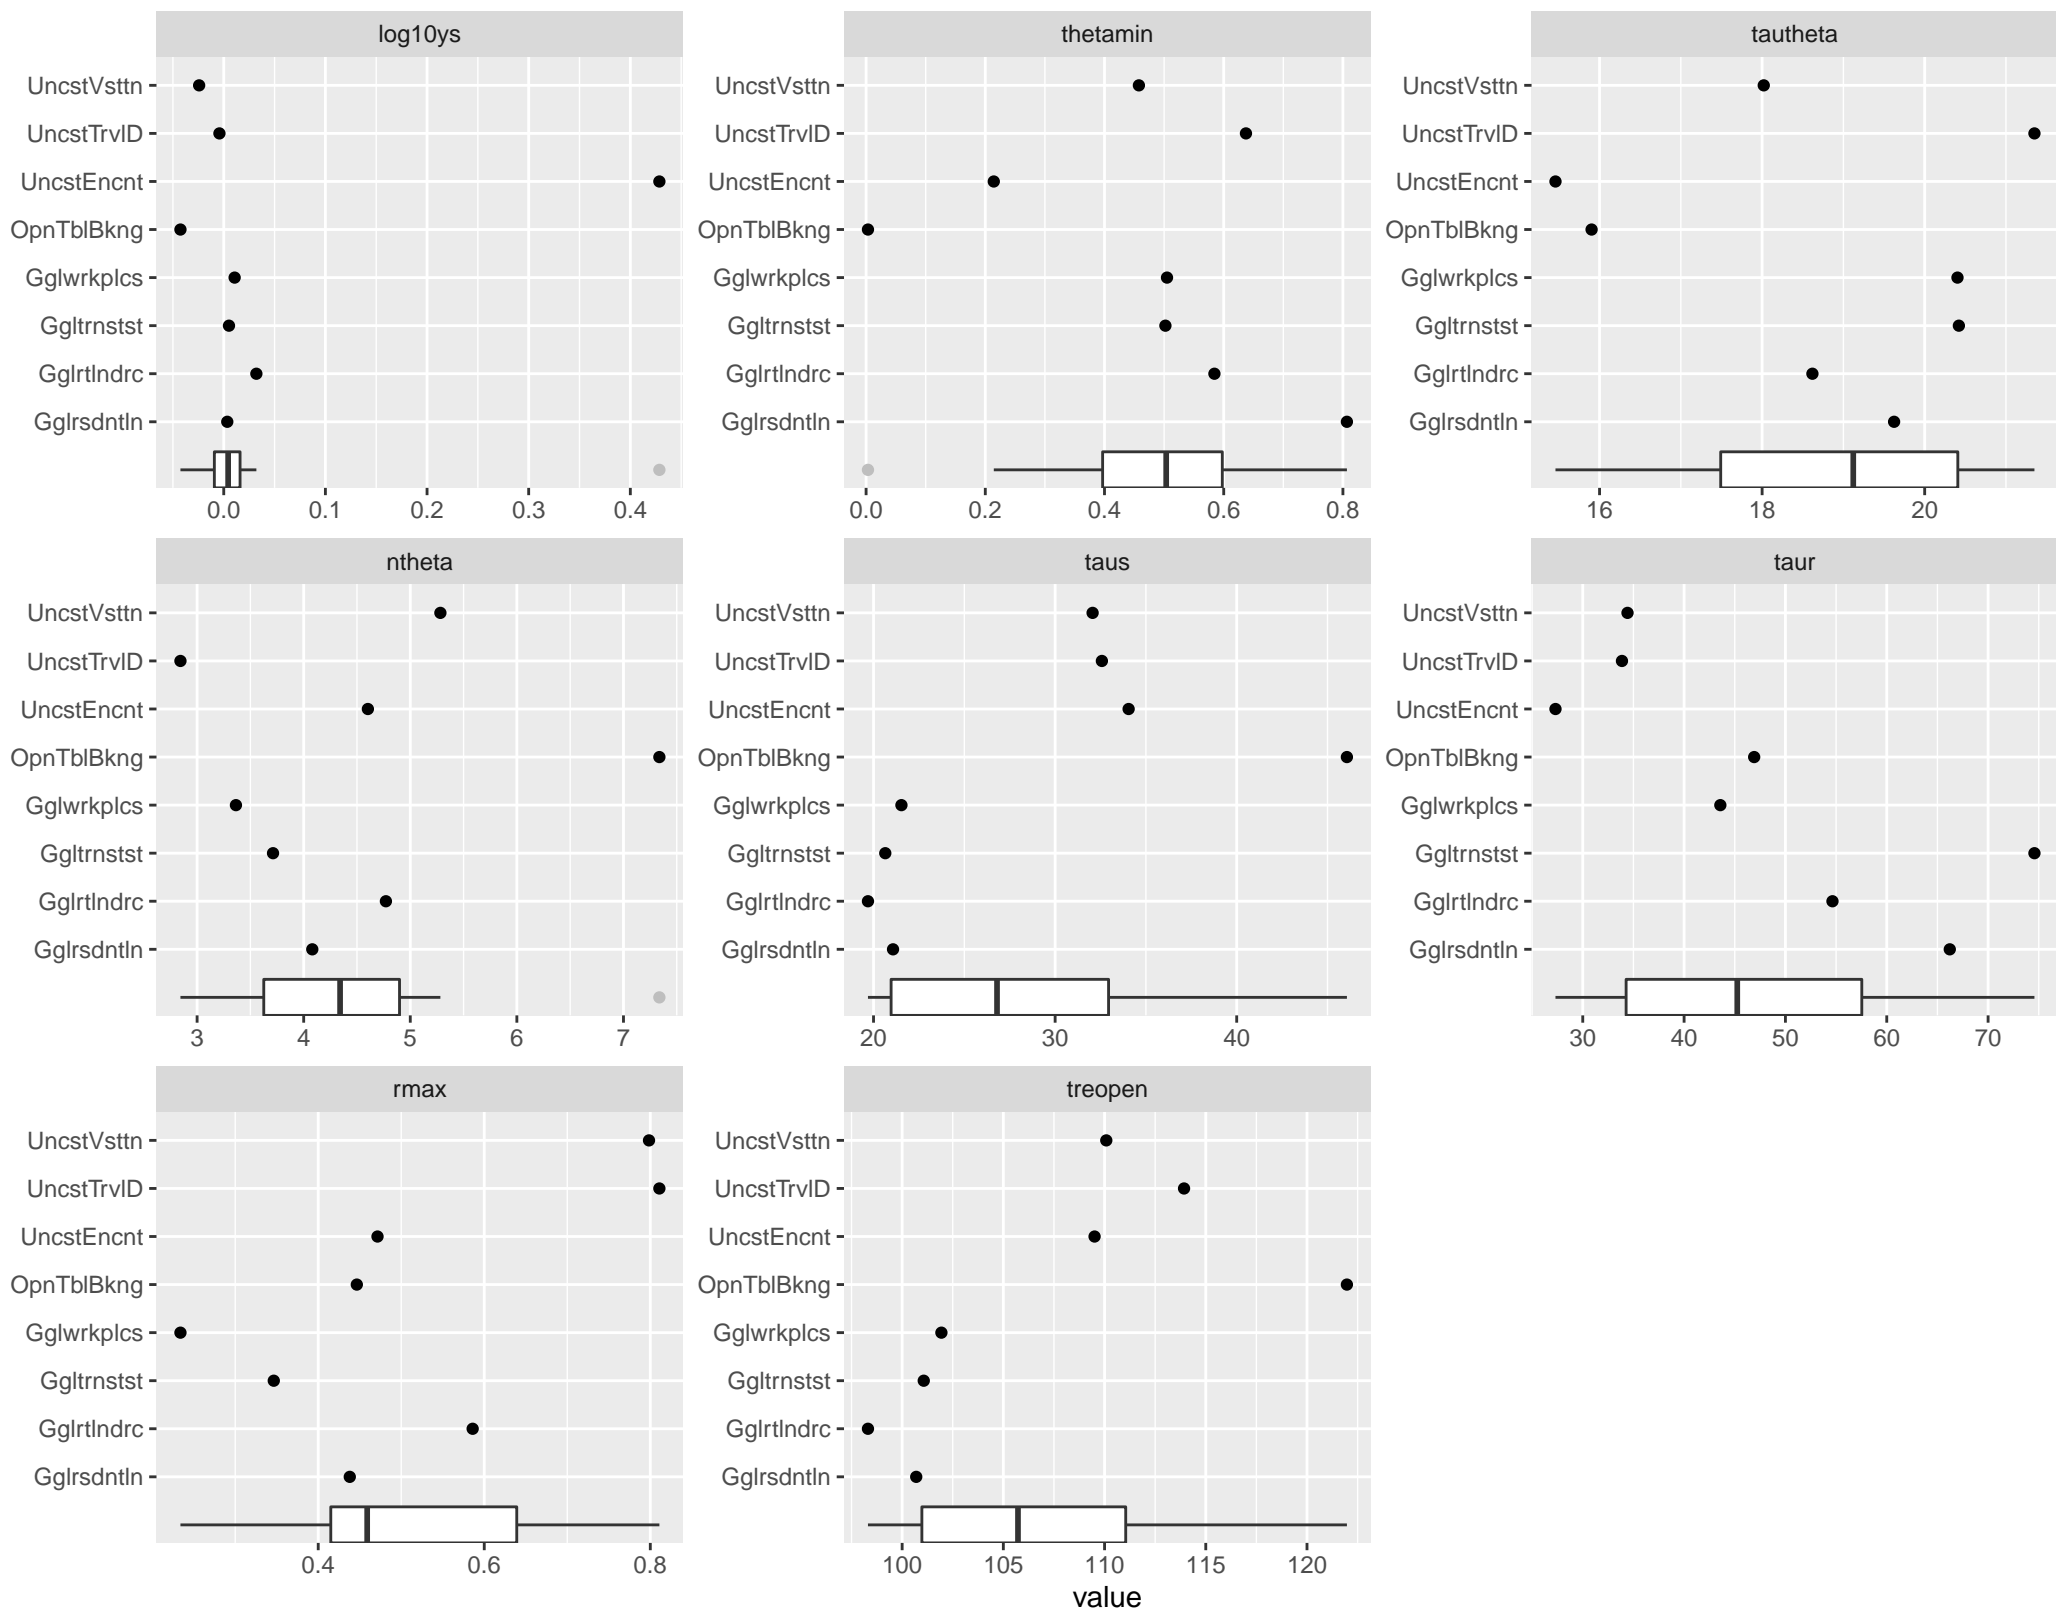 log10ys
thetamin
tautheta
UncstVsttn
UncstTrvlD
UncstEncnt
OpnTblBkng
Gglwrkplcs
Ggltrnstst
Gglrtlndrc
Gglrsdntln
0.0 0.1 0.2 0.3 0.4
UncstVsttn
UncstTrvlD
UncstEncnt
OpnTblBkng
Gglwrkplcs
Ggltrnstst
Gglrtlndrc
Gglrsdntln
0.0 0.2 0.4 0.6 0.8
UncstVsttn
UncstTrvlD
UncstEncnt
OpnTblBkng
Gglwrkplcs
Ggltrnstst
Gglrtlndrc
Gglrsdntln
16 18 20
ntheta
taus
taur
UncstVsttn
UncstTrvlD
UncstEncnt
OpnTblBkng
Gglwrkplcs
Ggltrnstst
Gglrtlndrc
Gglrsdntln
3 4 5 6 7
UncstVsttn
UncstTrvlD
UncstEncnt
OpnTblBkng
Gglwrkplcs
Ggltrnstst
Gglrtlndrc
Gglrsdntln
20 30 40
UncstVsttn
UncstTrvlD
UncstEncnt
OpnTblBkng
Gglwrkplcs
Ggltrnstst
Gglrtlndrc
Gglrsdntln
30 40 50 60 70
rmax
treopen
UncstVsttn
UncstTrvlD
UncstEncnt
OpnTblBkng
Gglwrkplcs
Ggltrnstst
Gglrtlndrc
Gglrsdntln
0.4 0.6 0.8
UncstVsttn
UncstTrvlD
UncstEncnt
OpnTblBkng
Gglwrkplcs
Ggltrnstst
Gglrtlndrc
Gglrsdntln
100 105 110 115 120
value